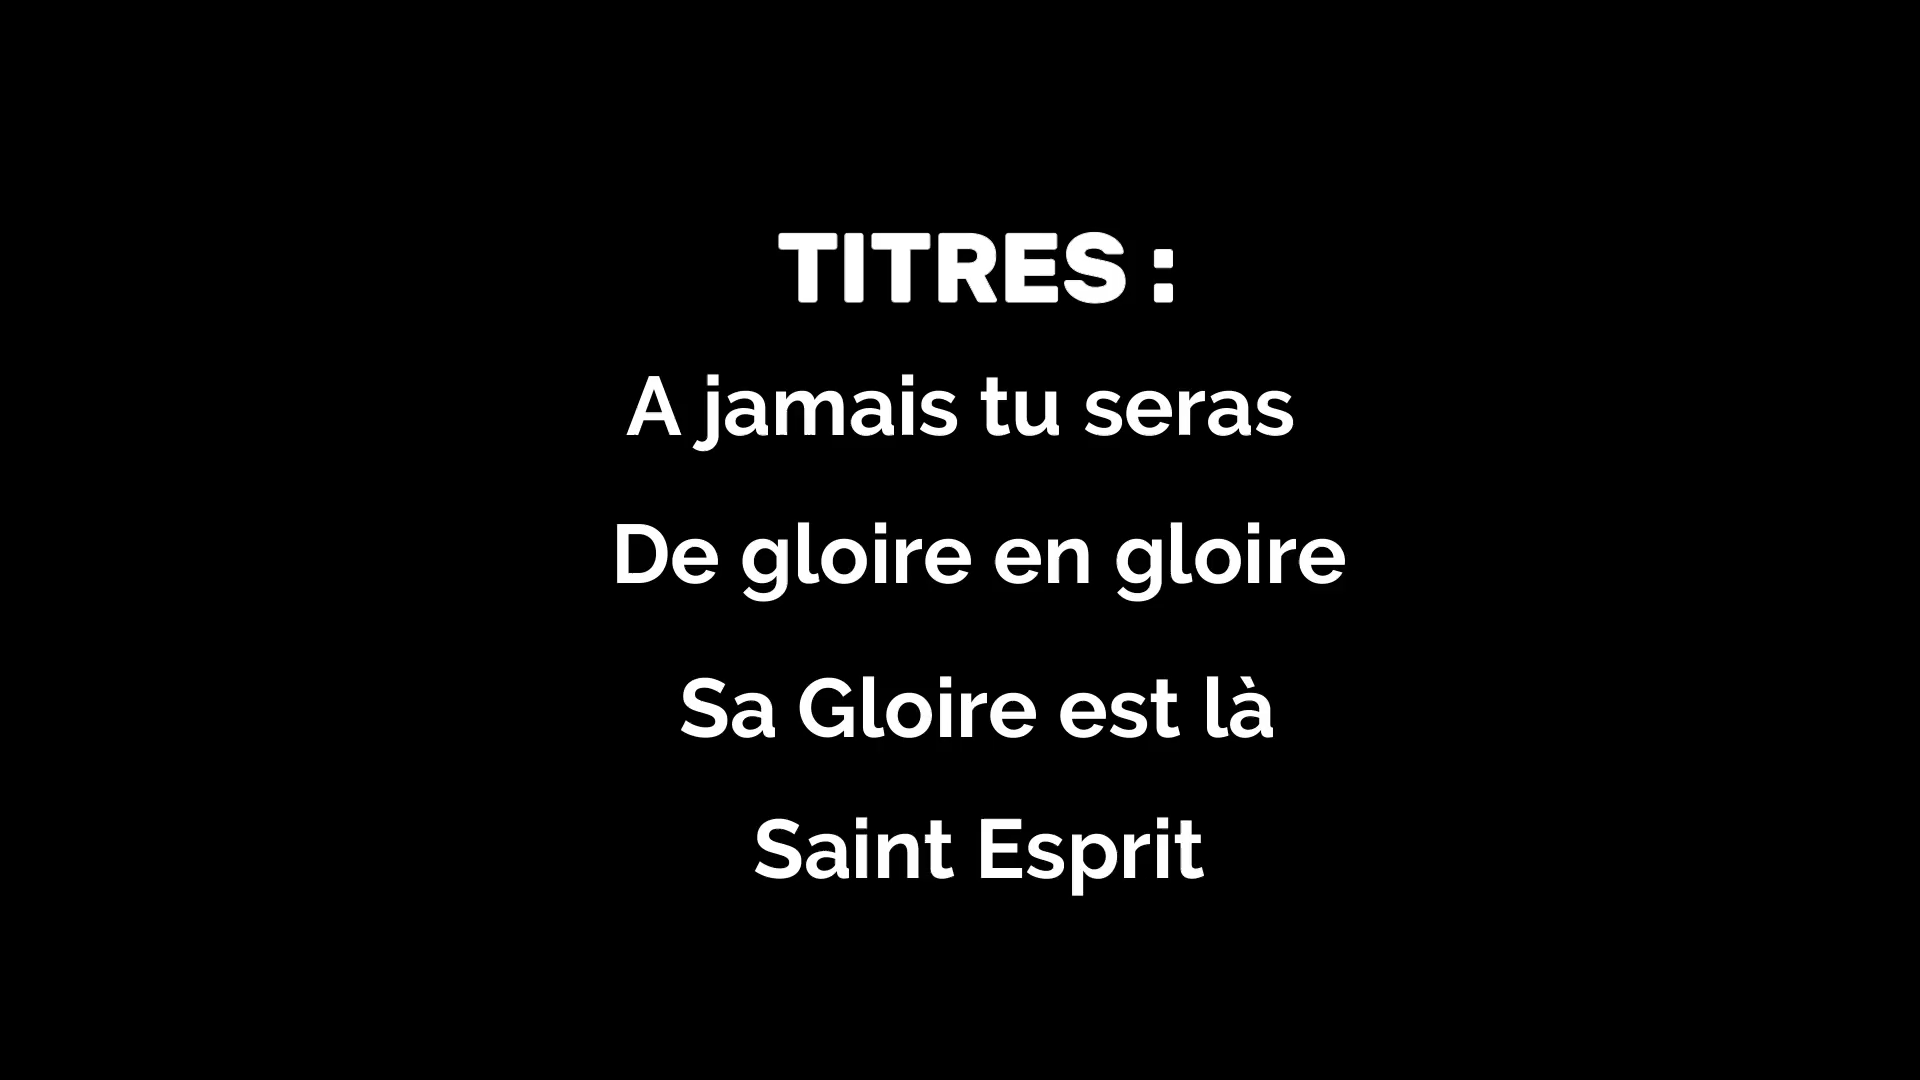 TITRES :
A jamais tu seras
De gloire en gloire
Sa Gloire est là
Saint Esprit